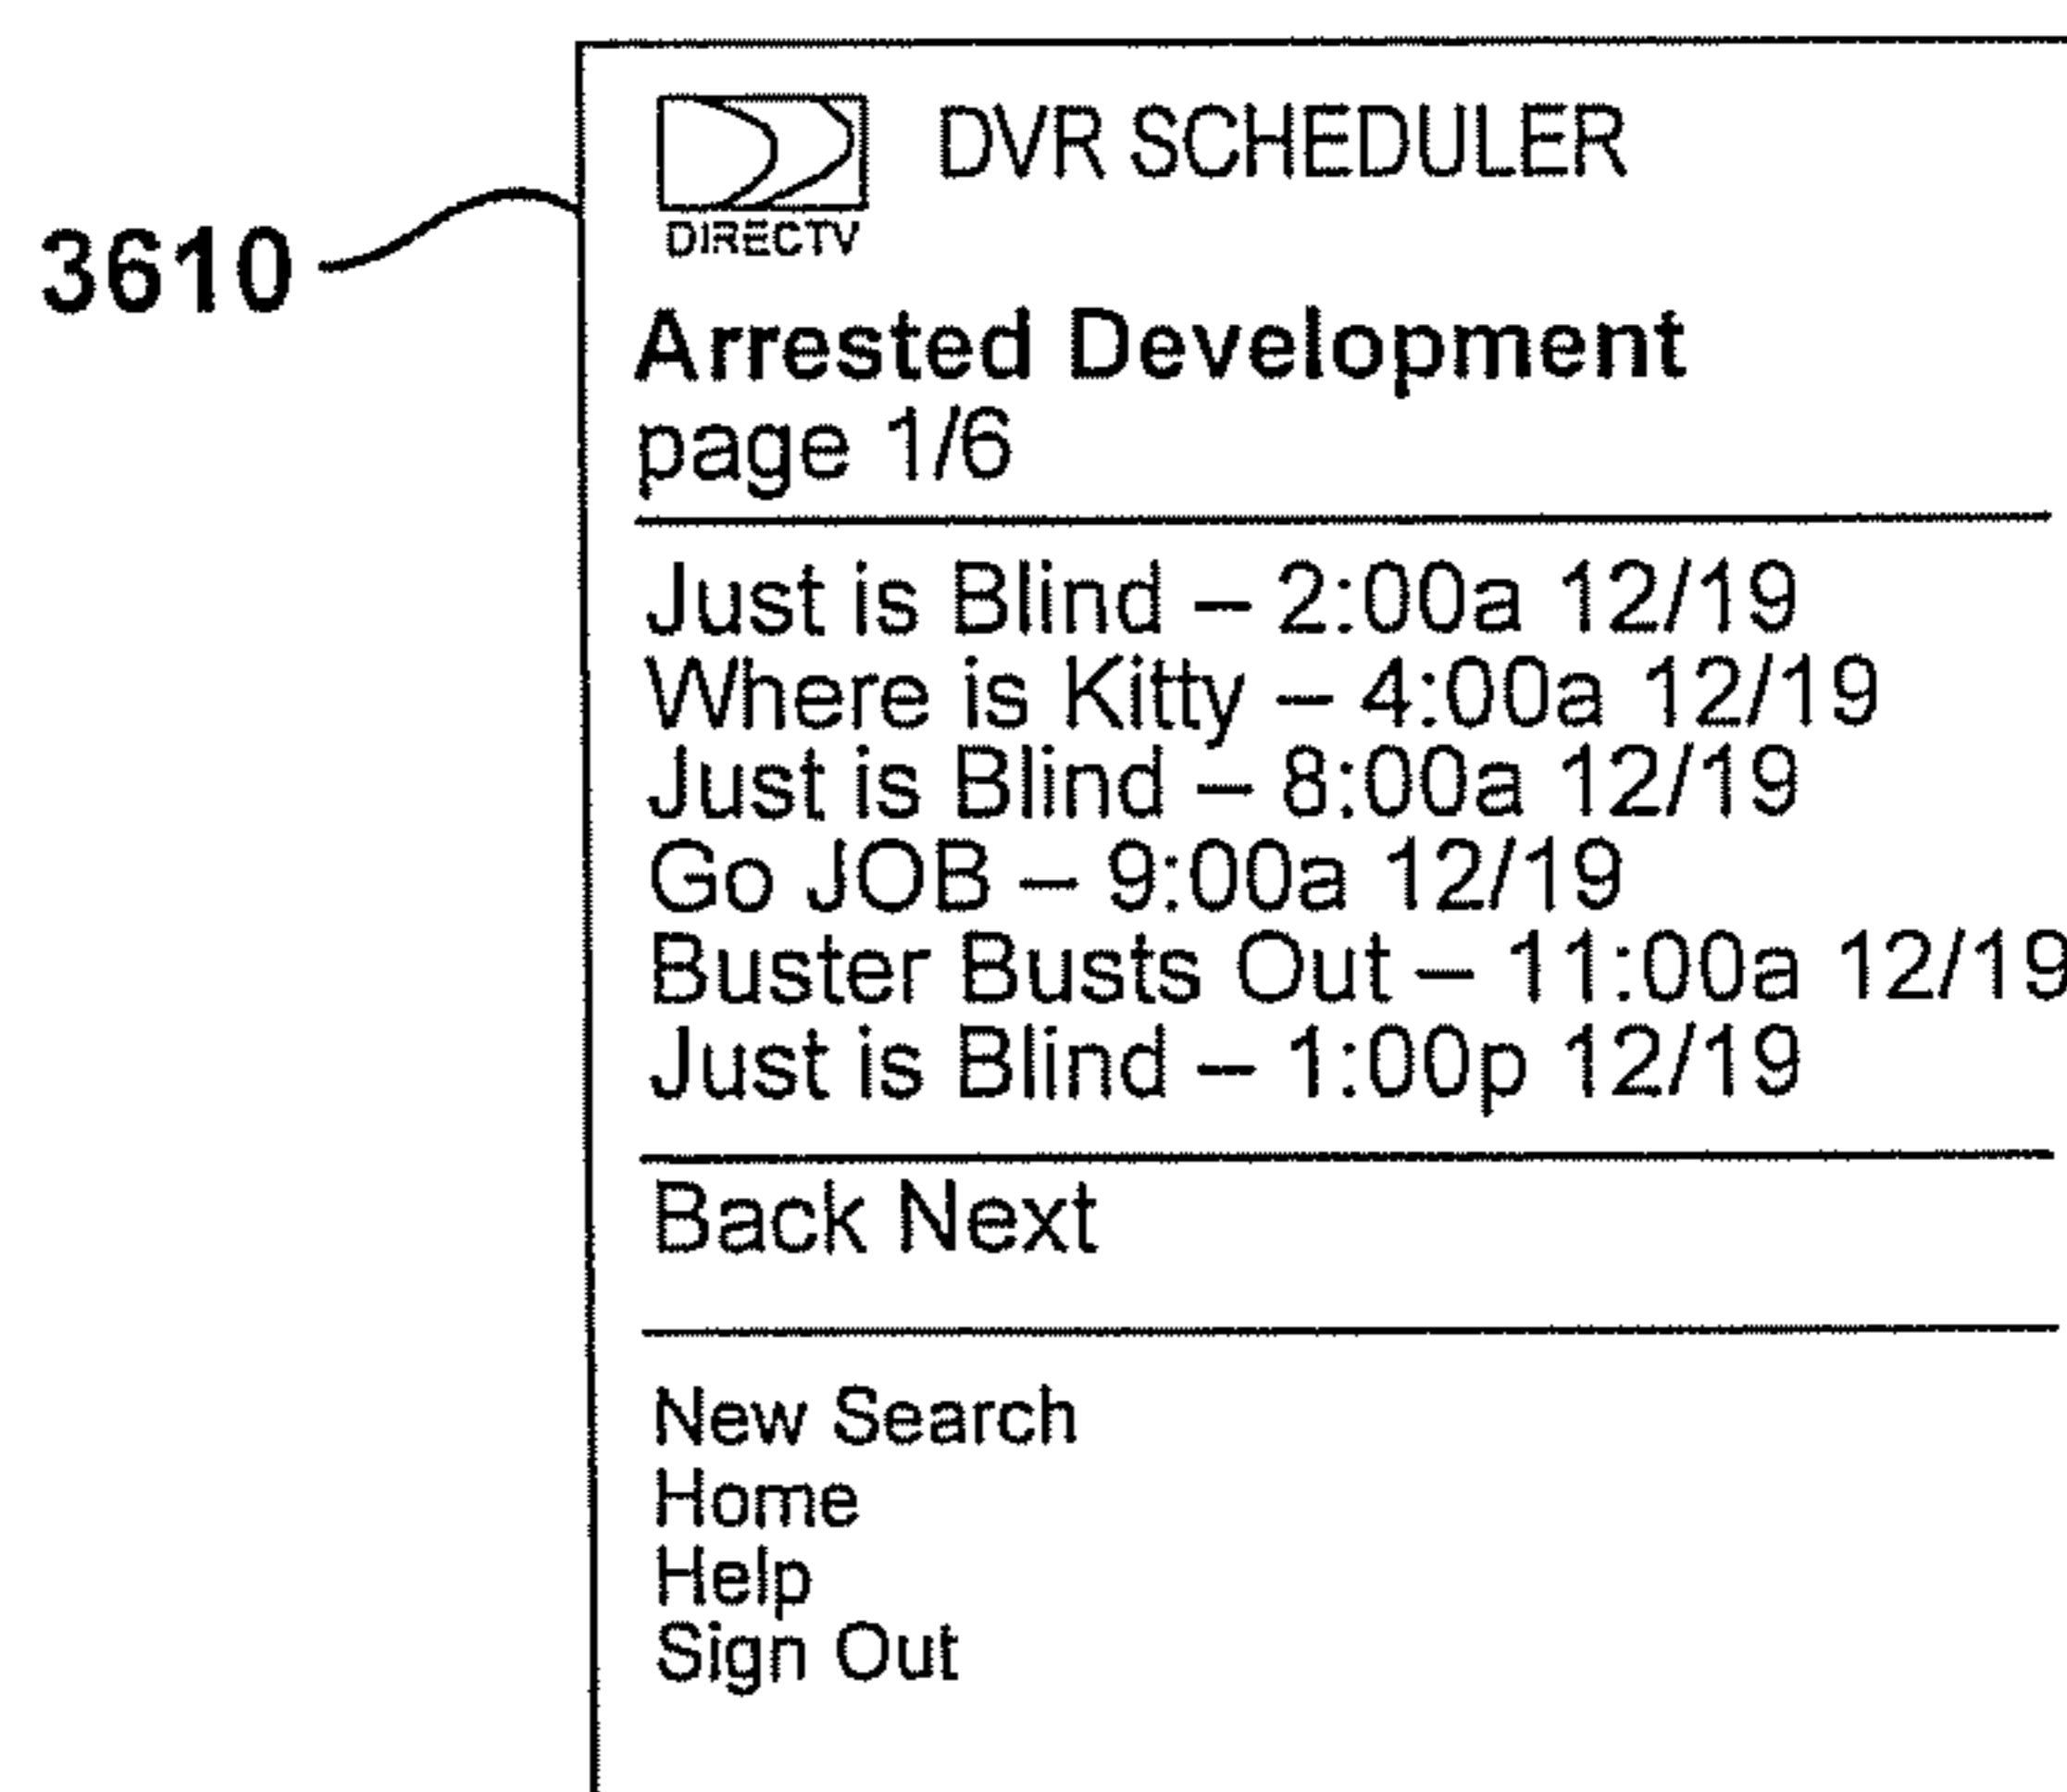 DVR SCHEDULER
DIRECTV
3610
Arrested Development
page 1/6
Just is Blind – 2:00a 12/19
Where is Kitty – 4:00a 12/19
Just is Blind – 8:00a 12/19
Go JOB – 9:00a 12/19
Buster Busts Out – 11:00a 12/19
Just is Blind – 1:00p 12/19
Back Next
New Search
Home
Help
Sign Out